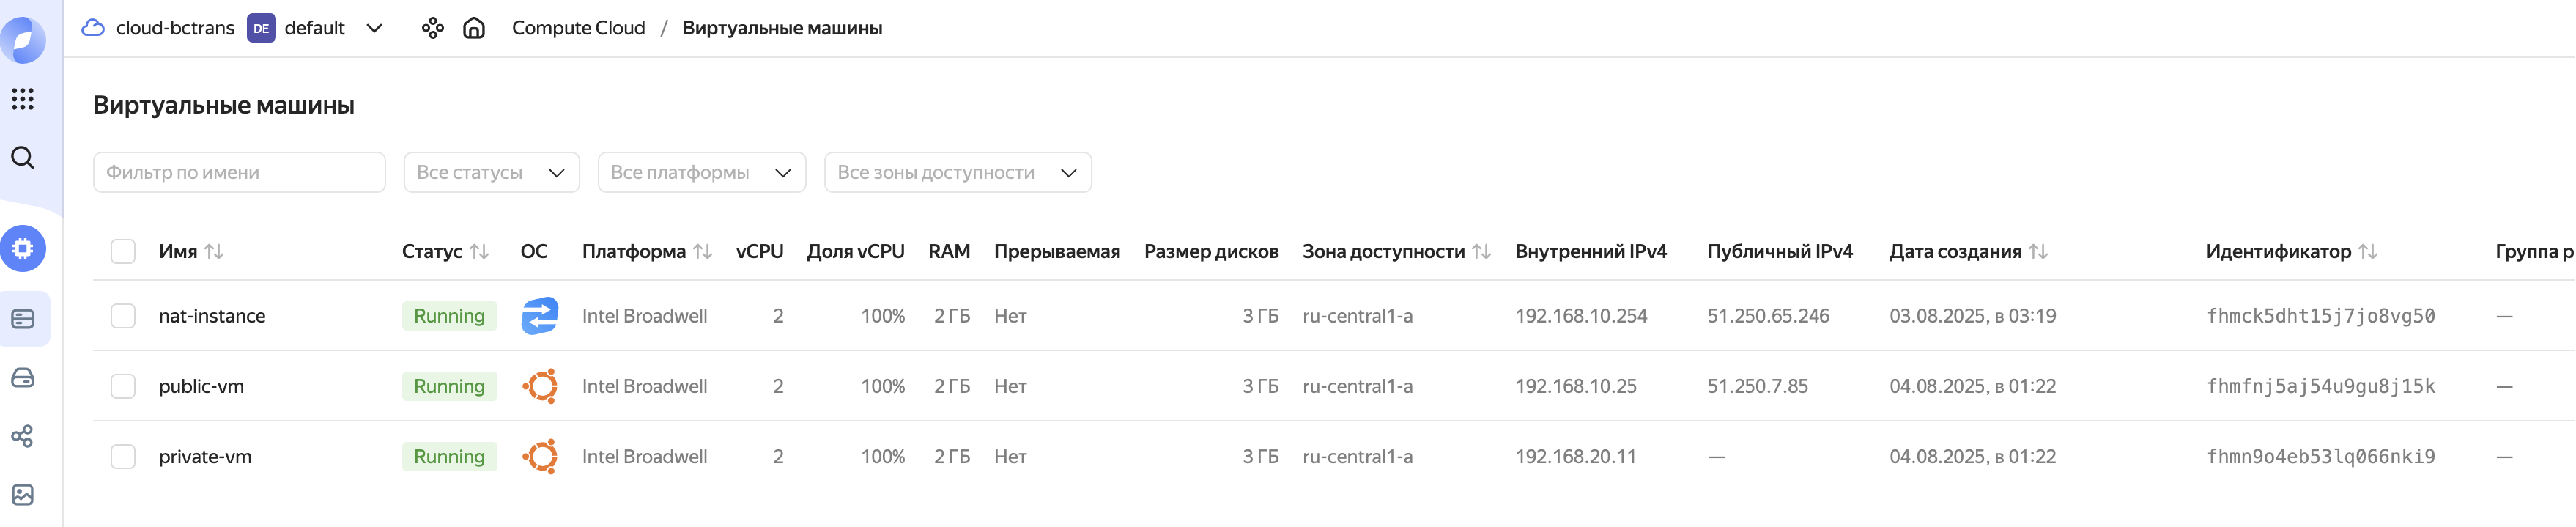 cloud-bctrans DE default Compute Cloud / Виртуальные машины
Виртуальные машины
Фильтр по имени Все статусы Все платформы Все зоны доступности
Имя Статус ОС Платформа vCPU Доля vCPU RAM Прерываемая Размер дисков Зона доступности Внутренний IPv4 Публичный IPv4 Дата создания Идентификатор Группа р
nat-instance Running Intel Broadwell 2 100% 2 ГБ Нет 3 ГБ ru-central1-a 192.168.10.254 51.250.65.246 03.08.2025, в 03:19 fhmck5dht15j7jo8vg50 —
public-vm Running Intel Broadwell 2 100% 2 ГБ Нет 3 ГБ ru-central1-a 192.168.10.25 51.250.7.85 04.08.2025, в 01:22 fhmfnj5aj54u9gu8j15k —
private-vm Running Intel Broadwell 2 100% 2 ГБ Нет 3 ГБ ru-central1-a 192.168.20.11 — 04.08.2025, в 01:22 fhmn9o4eb53lq066nki9 —